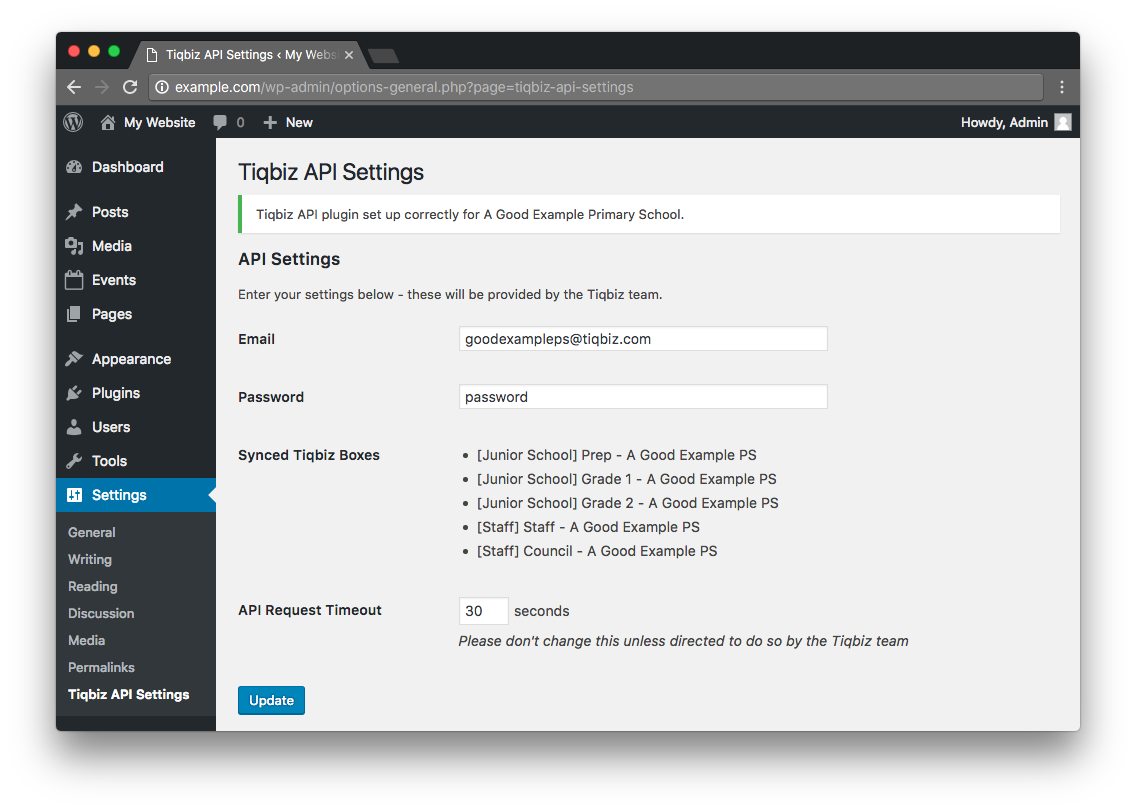 Tiqbiz API Settings ‹ My Webs
example.com/wp-admin/options-general.php?page=tiqbiz-api-settings
My Website 0 New Howdy, Admin
Dashboard
Posts
Media
Events
Pages
Appearance
Plugins
Users
Tools
Settings
General
Writing
Reading
Discussion
Media
Permalinks
Tiqbiz API Settings
Tiqbiz API Settings
Tiqbiz API plugin set up correctly for A Good Example Primary School.
API Settings
Enter your settings below - these will be provided by the Tiqbiz team.
Email goodexampleps@tiqbiz.com
Password password
Synced Tiqbiz Boxes
• [Junior School] Prep - A Good Example PS
• [Junior School] Grade 1 - A Good Example PS
• [Junior School] Grade 2 - A Good Example PS
• [Staff] Staff - A Good Example PS
• [Staff] Council - A Good Example PS
API Request Timeout 30 seconds
Please don't change this unless directed to do so by the Tiqbiz team
Update